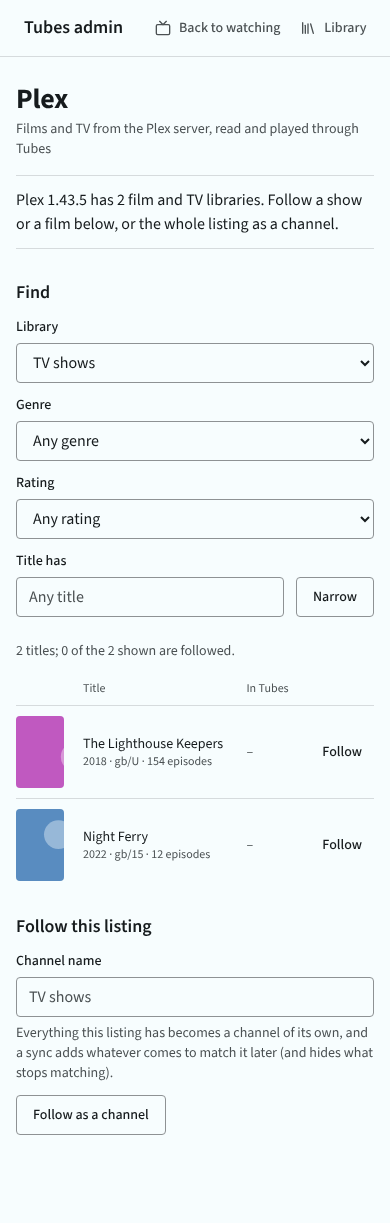 Tubes admin
Back to watching
Library
Plex
Films and TV from the Plex server, read and played through
Tubes
Plex 1.43.5 has 2 film and TV libraries. Follow a show
or a film below, or the whole listing as a channel.
Find
Library
TV shows
Genre
Any genre
Rating
Any rating
Title has
Any title
Narrow
2 titles; 0 of the 2 shown are followed.
Title
In Tubes
The Lighthouse Keepers
2018 · gb/U · 154 episodes
–
Follow
Night Ferry
2022 · gb/15 · 12 episodes
–
Follow
Follow this listing
Channel name
TV shows
Everything this listing has becomes a channel of its own, and
a sync adds whatever comes to match it later (and hides what
stops matching).
Follow as a channel